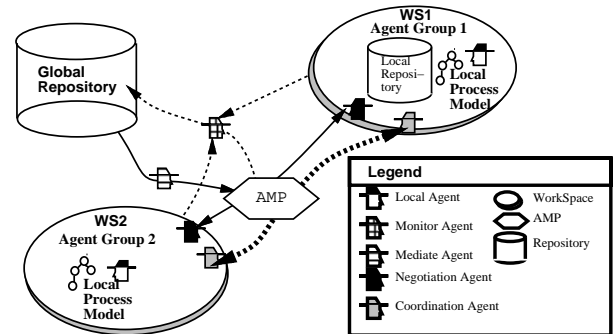 WS1
Agent Group 1
Global
Repository
Local
Reposi–
tory
Local
Process
Model
AMP
WS2
Agent Group 2
Local
Process
Model
Legend
Local Agent
Monitor Agent
Mediate Agent
Negotiation Agent
Coordination Agent
WorkSpace
AMP
Repository